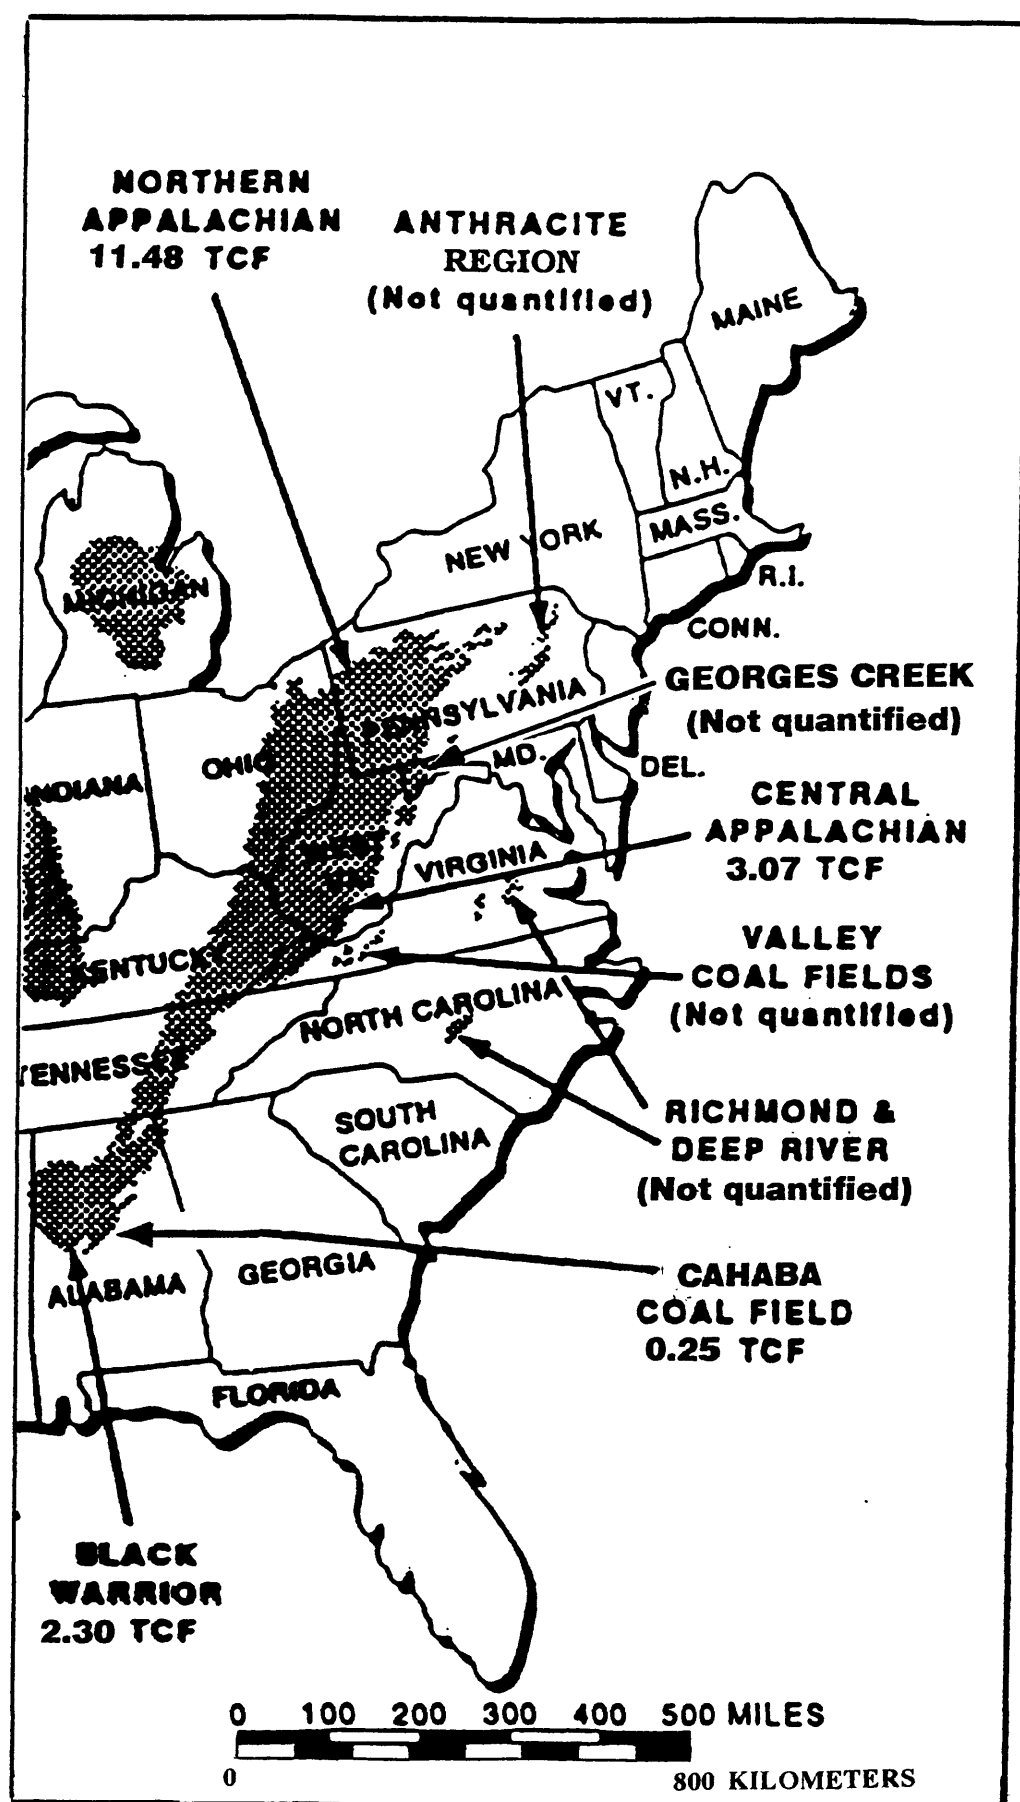 NORTHERN
APPALACHIAN
11.48 TCF
ANTHRACITE
REGION
(Not quantified)
MAINE
VT.
N.H.
MASS.
NEW YORK
R.I.
CONN.
MICHIGAN
GEORGES CREEK
(Not quantified)
PENNSYLVANIA
MD.
DEL.
OHIO
INDIANA
CENTRAL
APPALACHIAN
3.07 TCF
VIRGINIA
VALLEY
COAL FIELDS
(Not quantified)
KENTUCKY
NORTH CAROLINA
TENNESSEE
RICHMOND &
DEEP RIVER
(Not quantified)
SOUTH
CAROLINA
CAHABA
COAL FIELD
0.25 TCF
GEORGIA
ALABAMA
FLORIDA
BLACK
WARRIOR
2.30 TCF
0 100 200 300 400 500 MILES
0 800 KILOMETERS